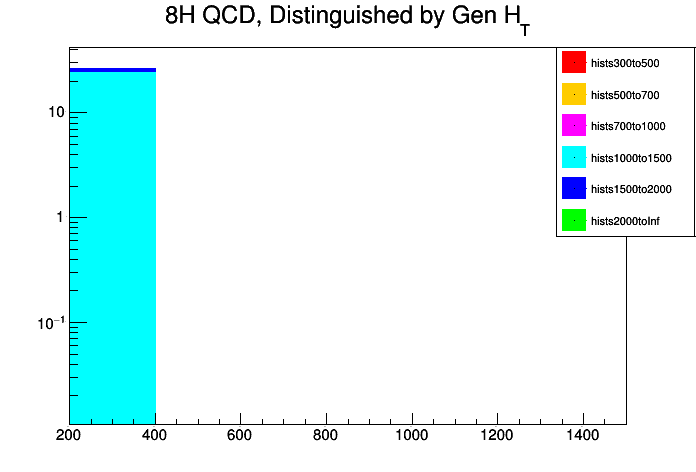 8H QCD, Distinguished by Gen H_T
hists300to500
hists500to700
hists700to1000
hists1000to1500
hists1500to2000
hists2000toInf
10
1
10⁻¹
200 400 600 800 1000 1200 1400